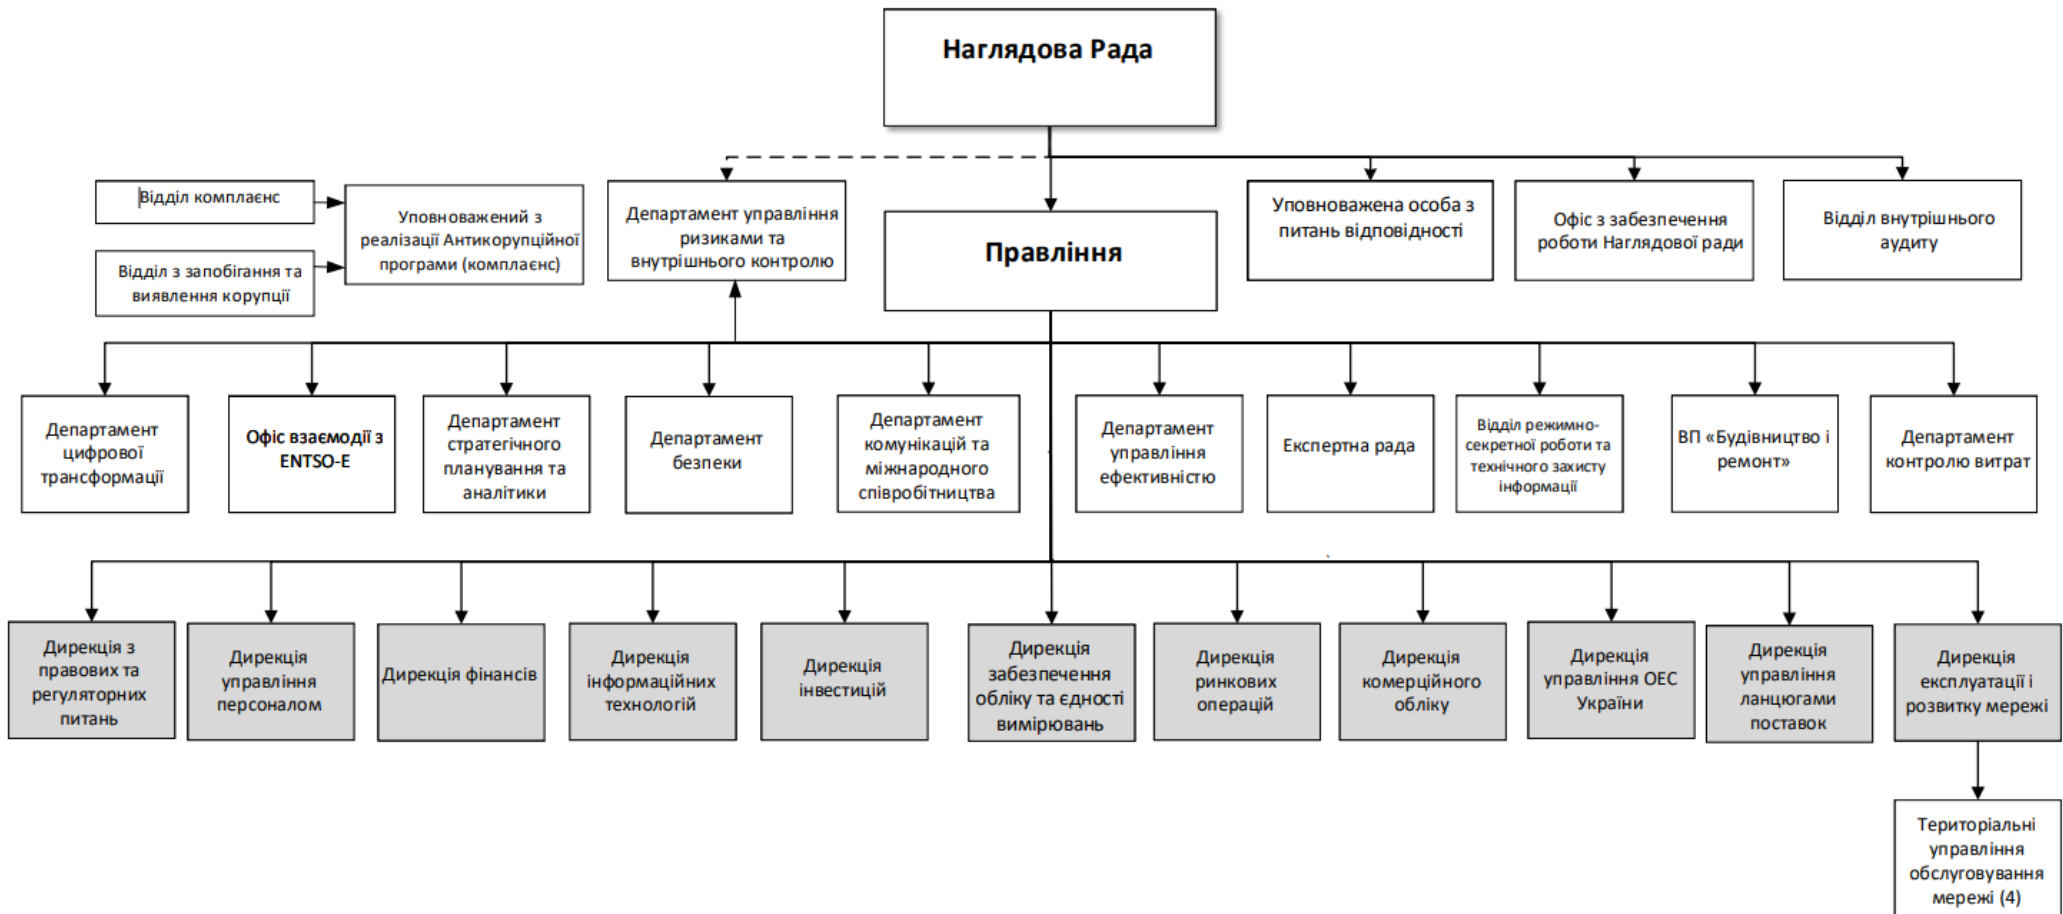 Наглядова Рада
Відділ комплаєнс
Відділ з запобігання та
виявлення корупції
Уповноважений з
реалізації Антикорупційної
програми (комплаєнс)
Департамент управління
ризиками та
внутрішнього контролю
Правління
Уповноважена особа з
питань відповідності
Офіс з забезпечення
роботи Наглядової ради
Відділ внутрішнього
аудиту
Департамент
цифрової
трансформації
Офіс взаємодії з
ENTSO-E
Департамент
стратегічного
планування та
аналітики
Департамент
безпеки
Департамент
комунікацій та
міжнародного
співробітництва
Департамент
управління
ефективністю
Експертна рада
Відділ режимно-
секретної роботи та
технічного захисту
інформації
ВП «Будівництво і
ремонт»
Департамент
контролю витрат
Дирекція з
правових та
регуляторних
питань
Дирекція
управління
персоналом
Дирекція фінансів
Дирекція
інформаційних
технологій
Дирекція
інвестицій
Дирекція
забезпечення
обліку та єдності
вимірювань
Дирекція
ринкових
операцій
Дирекція
комерційного
обліку
Дирекція
управління ОЕС
України
Дирекція
управління
ланцюгами
поставок
Дирекція
експлуатації і
розвитку мережі
Територіальні
управління
обслуговування
мережі (4)